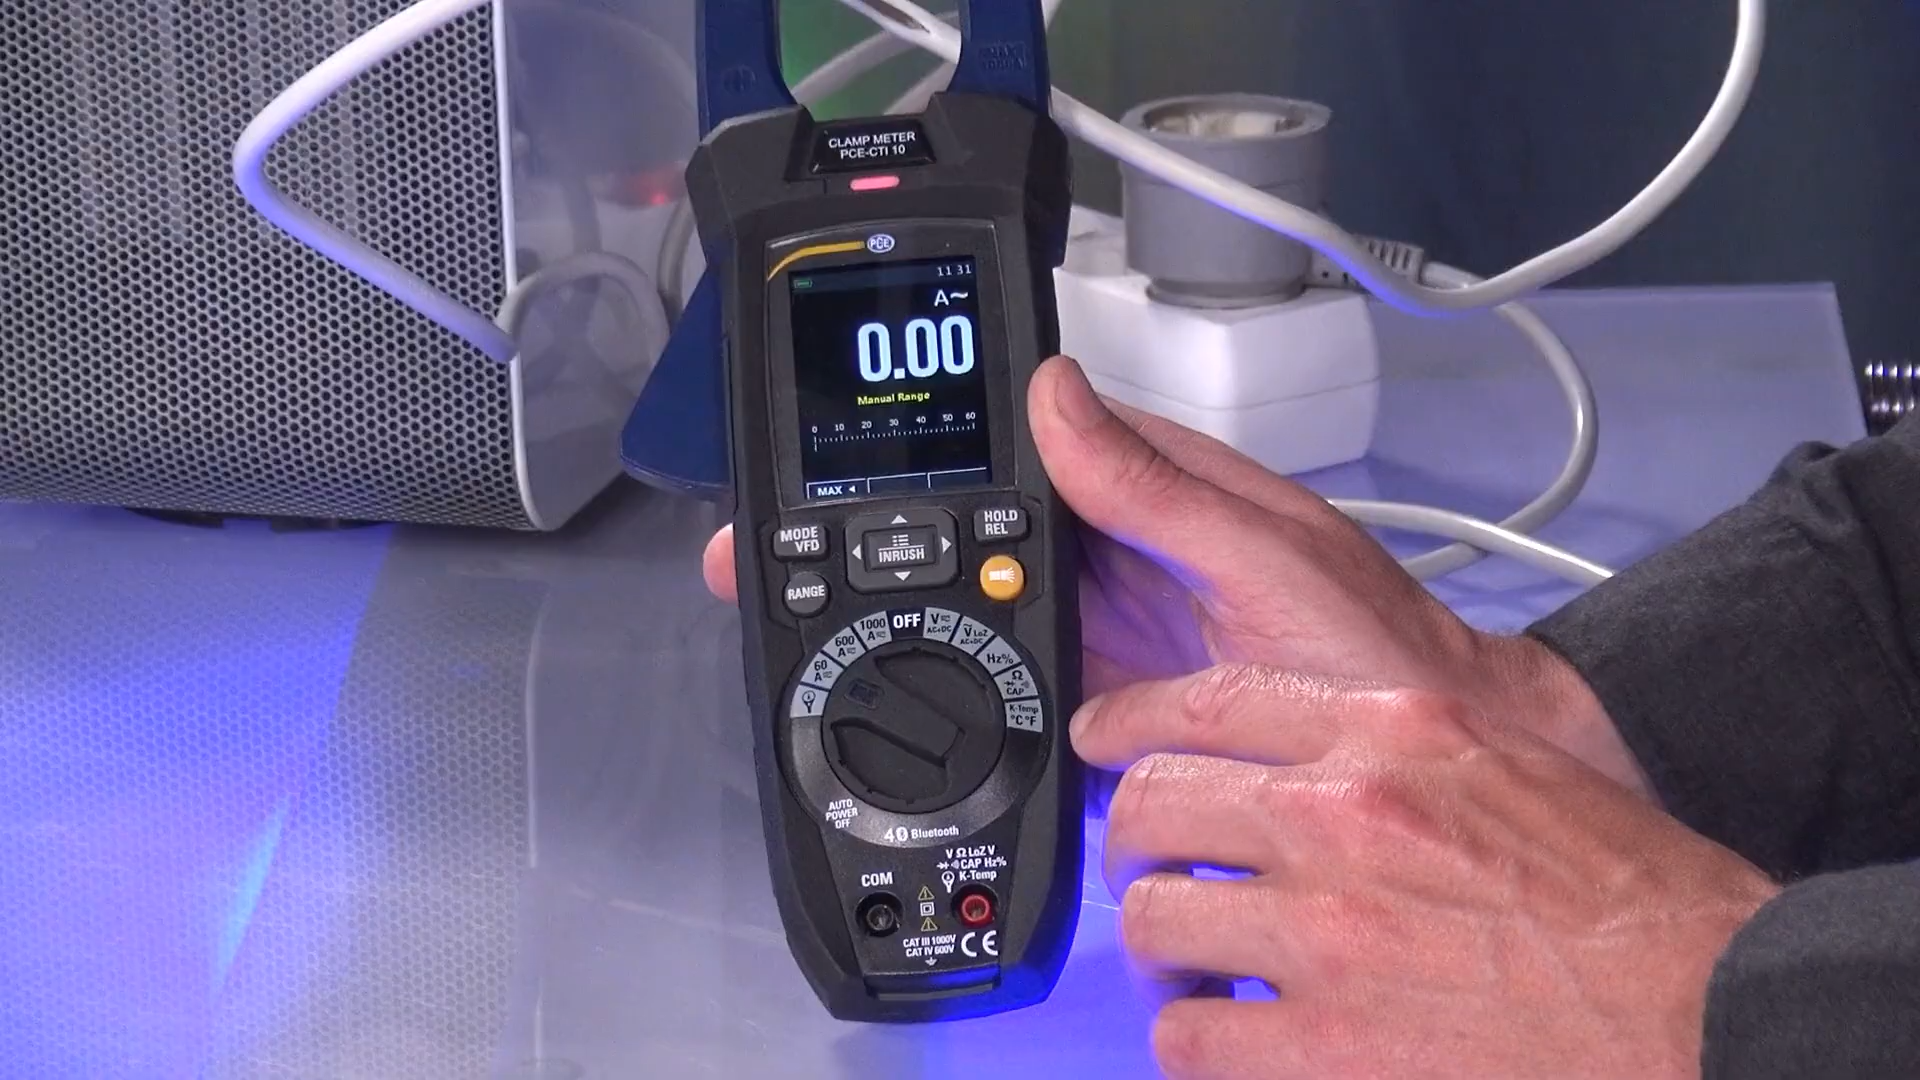 CLAMP METER
PCE-CTI 10
PCE
11 31
A~
0.00
Manual Range
0 10 20 30 40 50 60
MAX
MODE
VFD
INRUSH
HOLD
REL
RANGE
60
A
600
A
1000
A
OFF
V
AC+DC
V LoZ
AC+DC
Hz%
Ω
CAP
K-Temp
°C °F
AUTO
POWER
OFF
4.0 Bluetooth
V Ω LoZ V
CAP Hz%
K-Temp
COM
CAT III 1000V
CAT IV 600V
CE